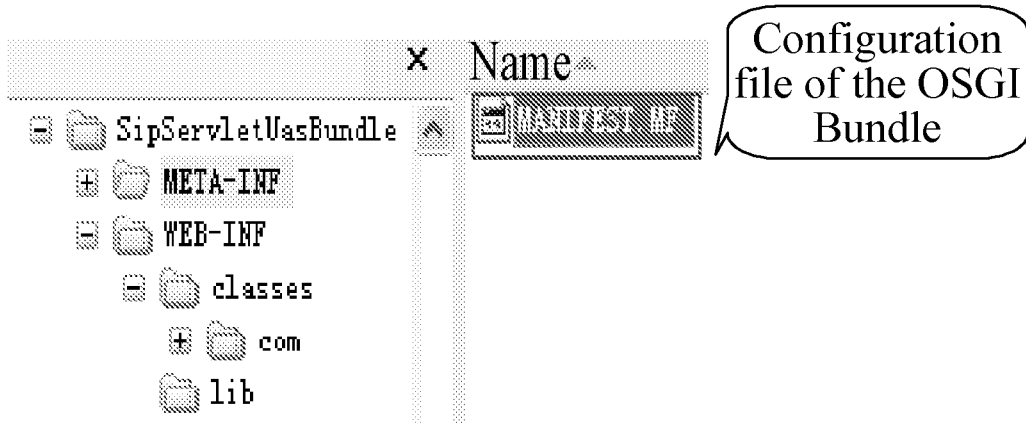 Name
Configuration
file of the OSGI
Bundle
SipServletUasBundle
MANIFEST.MF
META-INF
WEB-INF
classes
com
lib